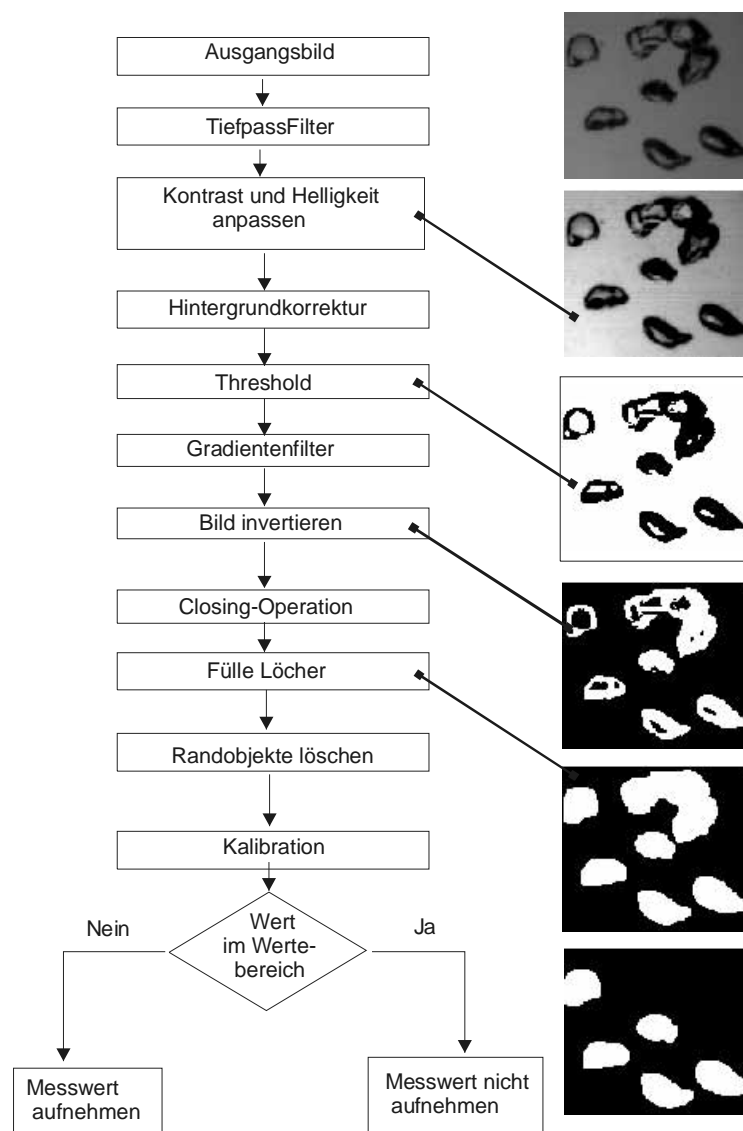 Ausgangsbild
TiefpassFilter
Kontrast und Helligkeit
anpassen
Hintergrundkorrektur
Threshold
Gradientenfilter
Bild invertieren
Closing-Operation
Fülle Löcher
Randobjekte löschen
Kalibration
Nein
Wert
im Werte-
bereich
Ja
Messwert
aufnehmen
Messwert nicht
aufnehmen